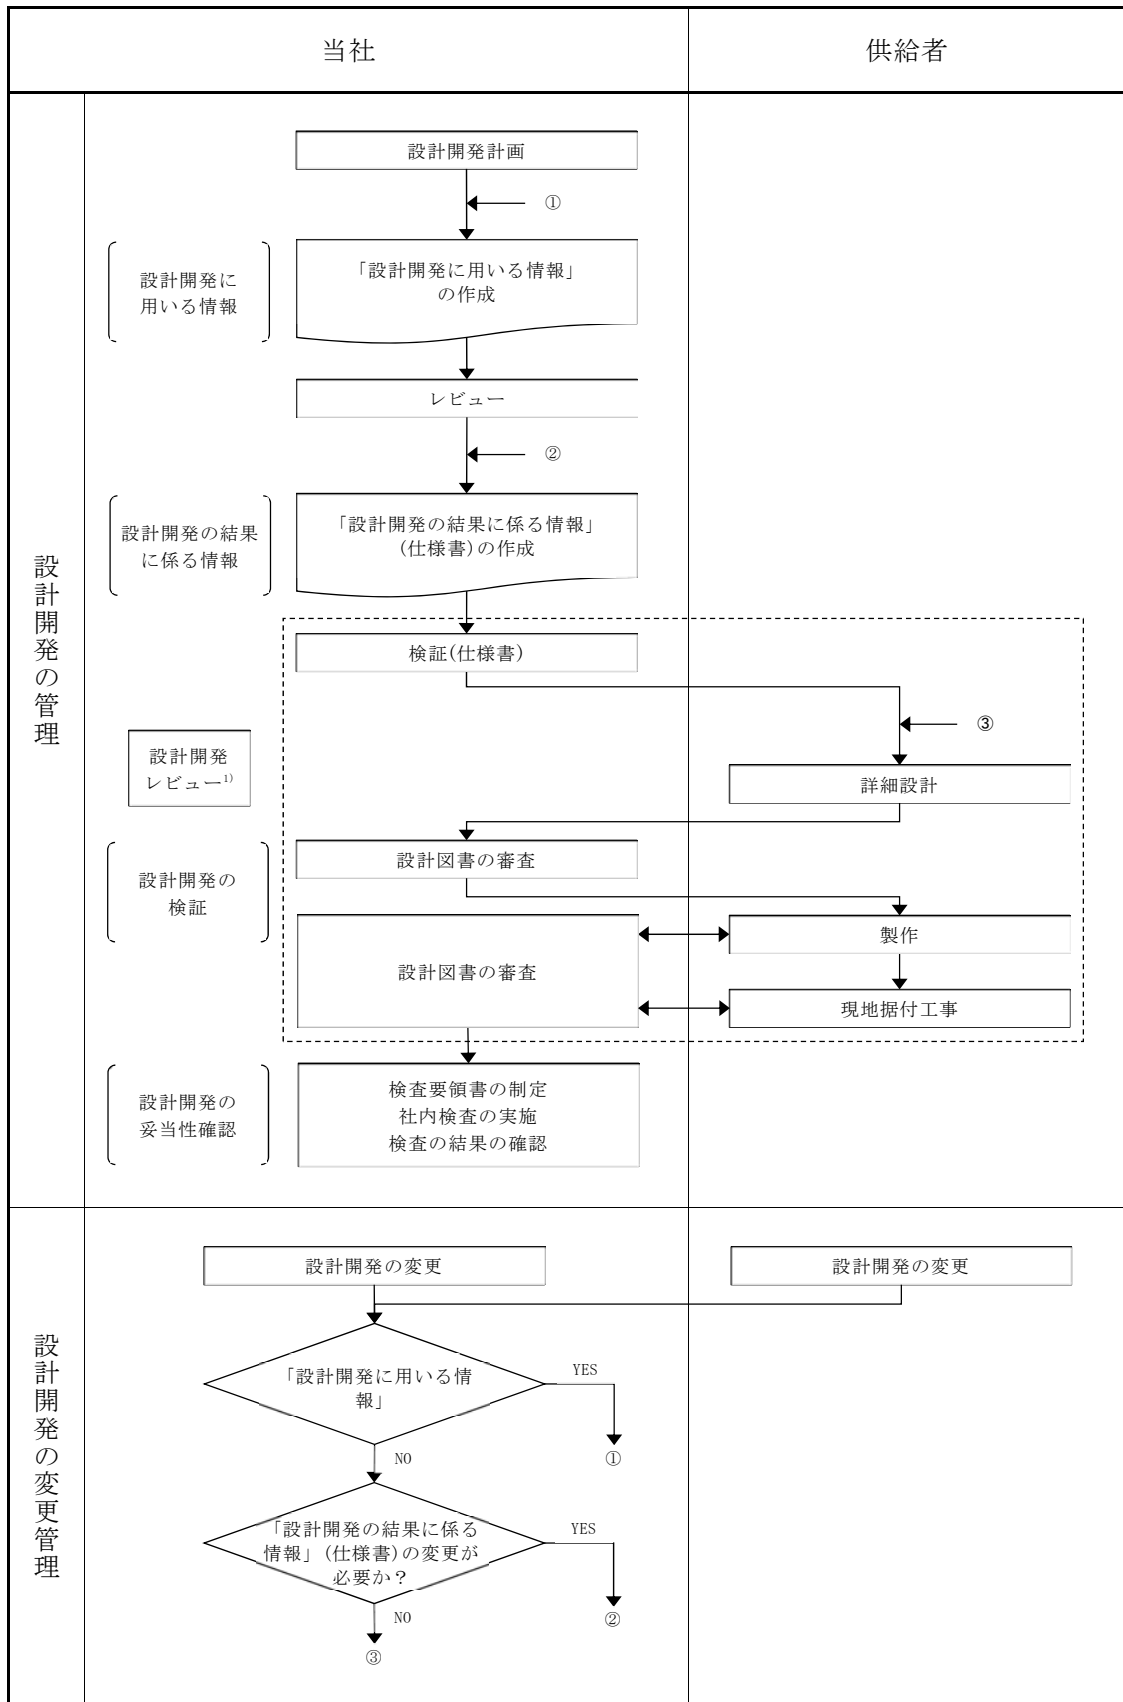 当社
供給者
設計開発の管理
設計開発計画
①
設計開発に
用いる情報
「設計開発に用いる情報」
の作成
レビュー
②
設計開発の結果
に係る情報
「設計開発の結果に係る情報」
(仕様書)の作成
検証(仕様書)
③
設計開発
レビュー1)
詳細設計
設計図書の審査
設計開発の
検証
製作
設計図書の審査
現地据付工事
設計開発の
妥当性確認
検査要領書の制定
社内検査の実施
検査の結果の確認
設計開発の変更管理
設計開発の変更
設計開発の変更
「設計開発に用いる情
報」
YES
①
NO
「設計開発の結果に係る
情報」(仕様書)の変更が
必要か？
YES
②
NO
③